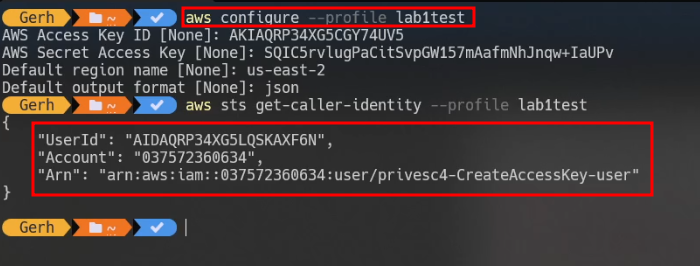 Gerh ~ aws configure --profile lab1test
AWS Access Key ID [None]: AKIAQRP34XG5CGY74UV5
AWS Secret Access Key [None]: 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
Default region name [None]: us-east-2
Default output format [None]: json
Gerh ~ aws sts get-caller-identity --profile lab1test
{
"UserId": "AIDAQRP34XG5LQSKAXF6N",
"Account": "037572360634",
"Arn": "arn:aws:iam::037572360634:user/privesc4-CreateAccessKey-user"
}
Gerh ~